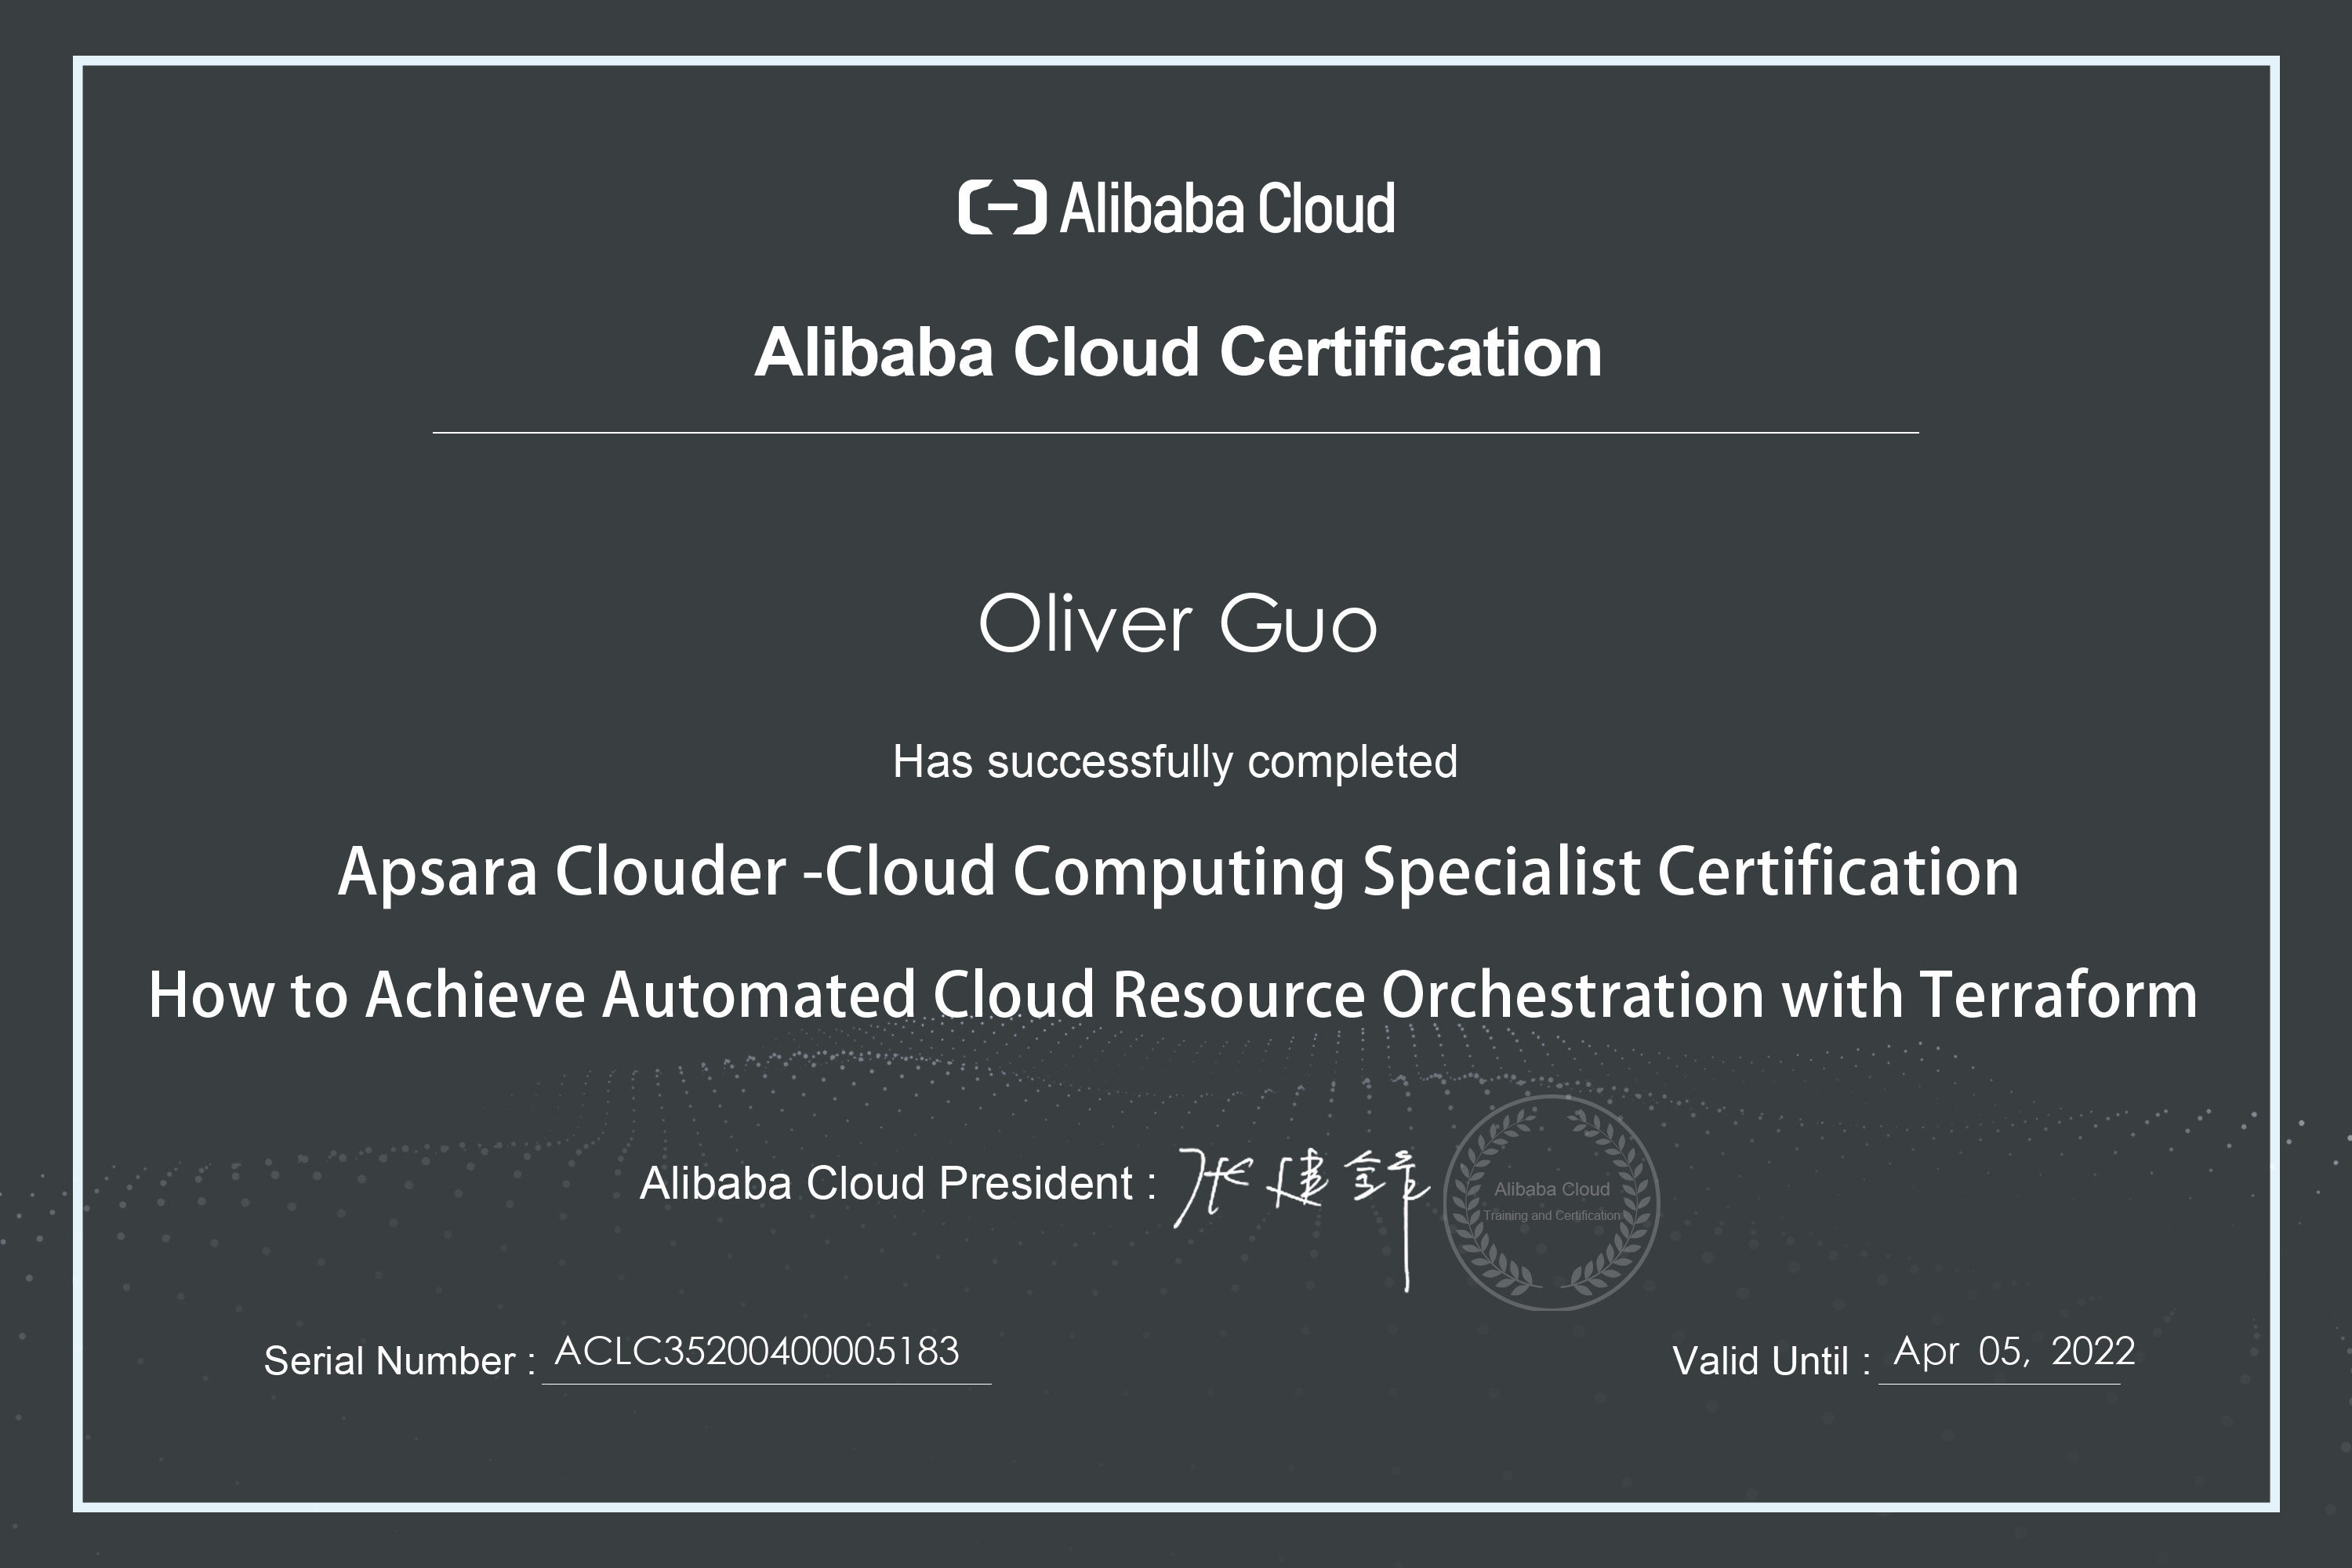 Alibaba Cloud
Alibaba Cloud Certification
Oliver Guo
Has successfully completed
Apsara Clouder -Cloud Computing Specialist Certification
How to Achieve Automated Cloud Resource Orchestration with Terraform
Alibaba Cloud President : 张建锋
Alibaba Cloud
Training and Certification
Serial Number : ACLC35200400005183
Valid Until : Apr 05, 2022